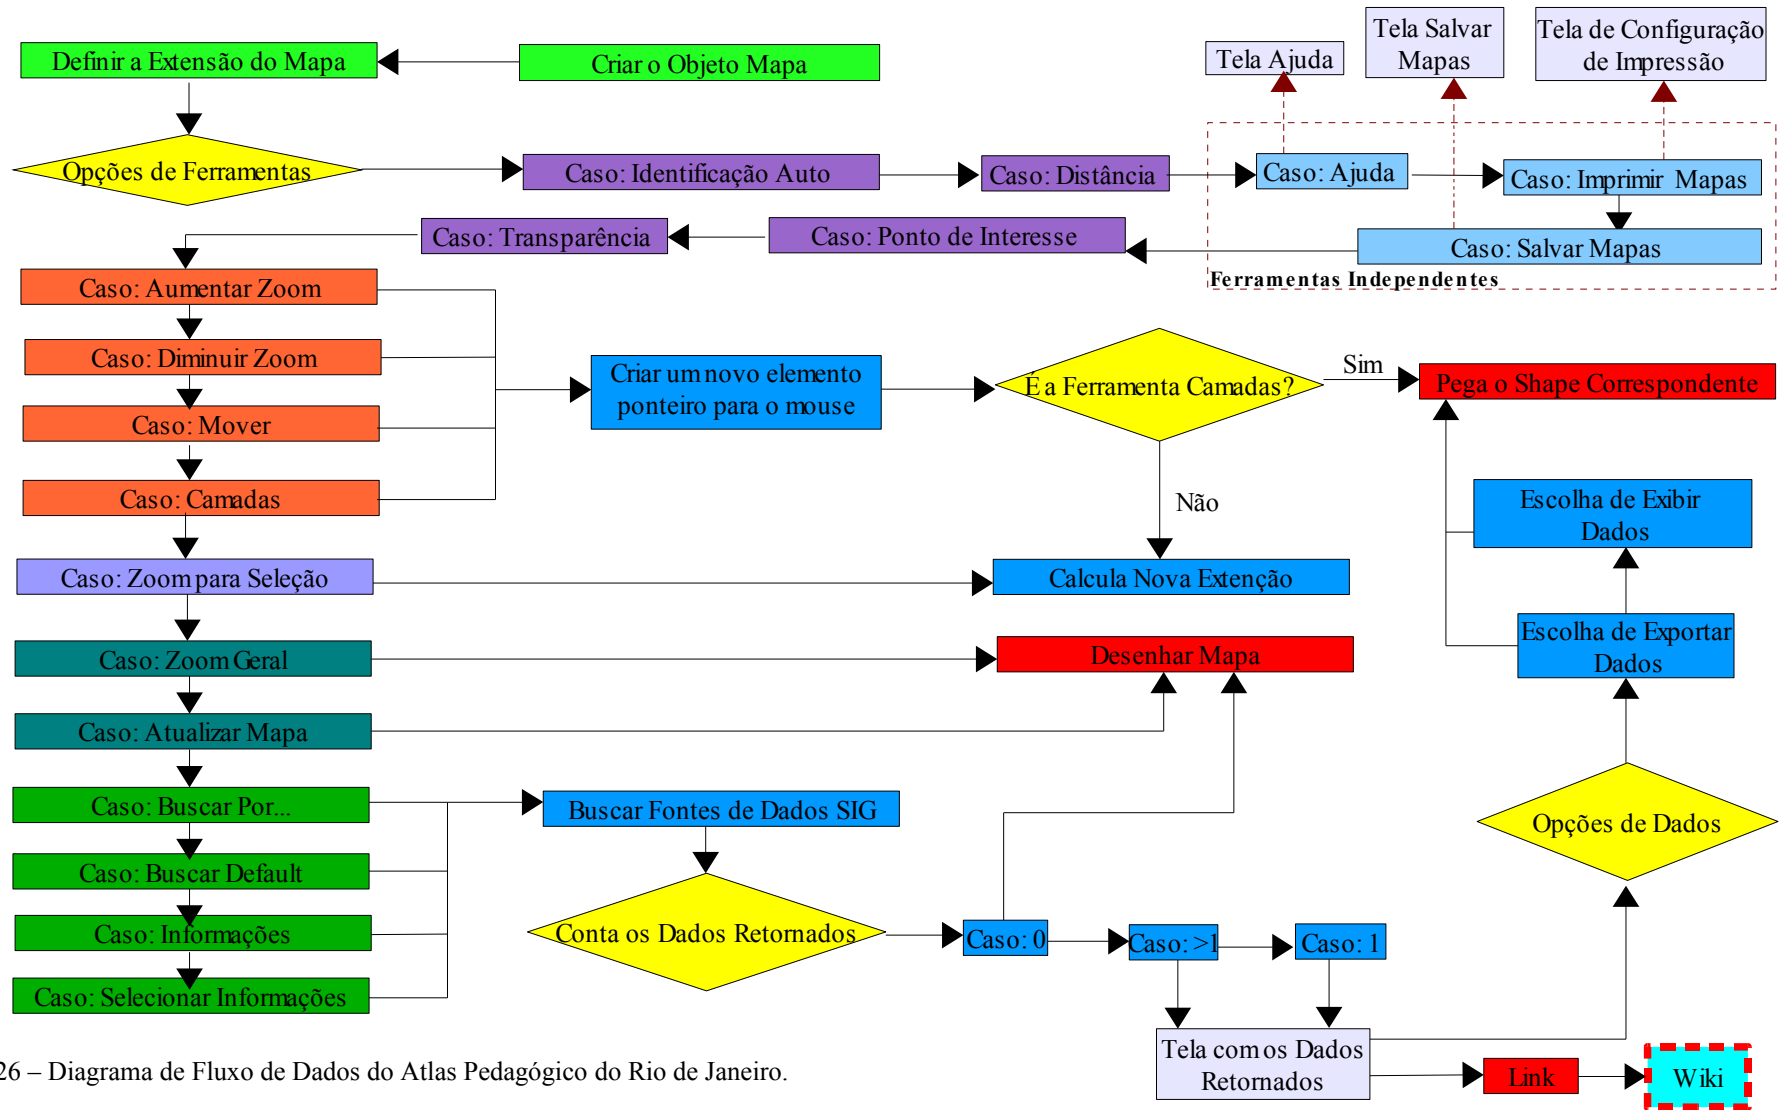 Definir a Extensão do Mapa
Criar o Objeto Mapa
Tela Ajuda
Tela Salvar
Mapas
Tela de Configuração
de Impressão
Opções de Ferramentas
Caso: Identificação Auto
Caso: Distância
Caso: Ajuda
Caso: Imprimir Mapas
Caso: Transparência
Caso: Ponto de Interesse
Caso: Salvar Mapas
Ferramentas Independentes
Caso: Aumentar Zoom
Caso: Diminuir Zoom
Caso: Mover
Caso: Camadas
Criar um novo elemento
ponteiro para o mouse
É a Ferramenta Camadas?
Sim
Pega o Shape Correspondente
Não
Escolha de Exibir
Dados
Caso: Zoom para Seleção
Calcula Nova Extenção
Escolha de Exportar
Dados
Caso: Zoom Geral
Desenhar Mapa
Caso: Atualizar Mapa
Caso: Buscar Por...
Buscar Fontes de Dados SIG
Opções de Dados
Caso: Buscar Default
Caso: Informações
Conta os Dados Retornados
Caso: 0
Caso: >1
Caso: 1
Caso: Selecionar Informações
Tela com os Dados
Retornados
Link
Wiki
26 – Diagrama de Fluxo de Dados do Atlas Pedagógico do Rio de Janeiro.